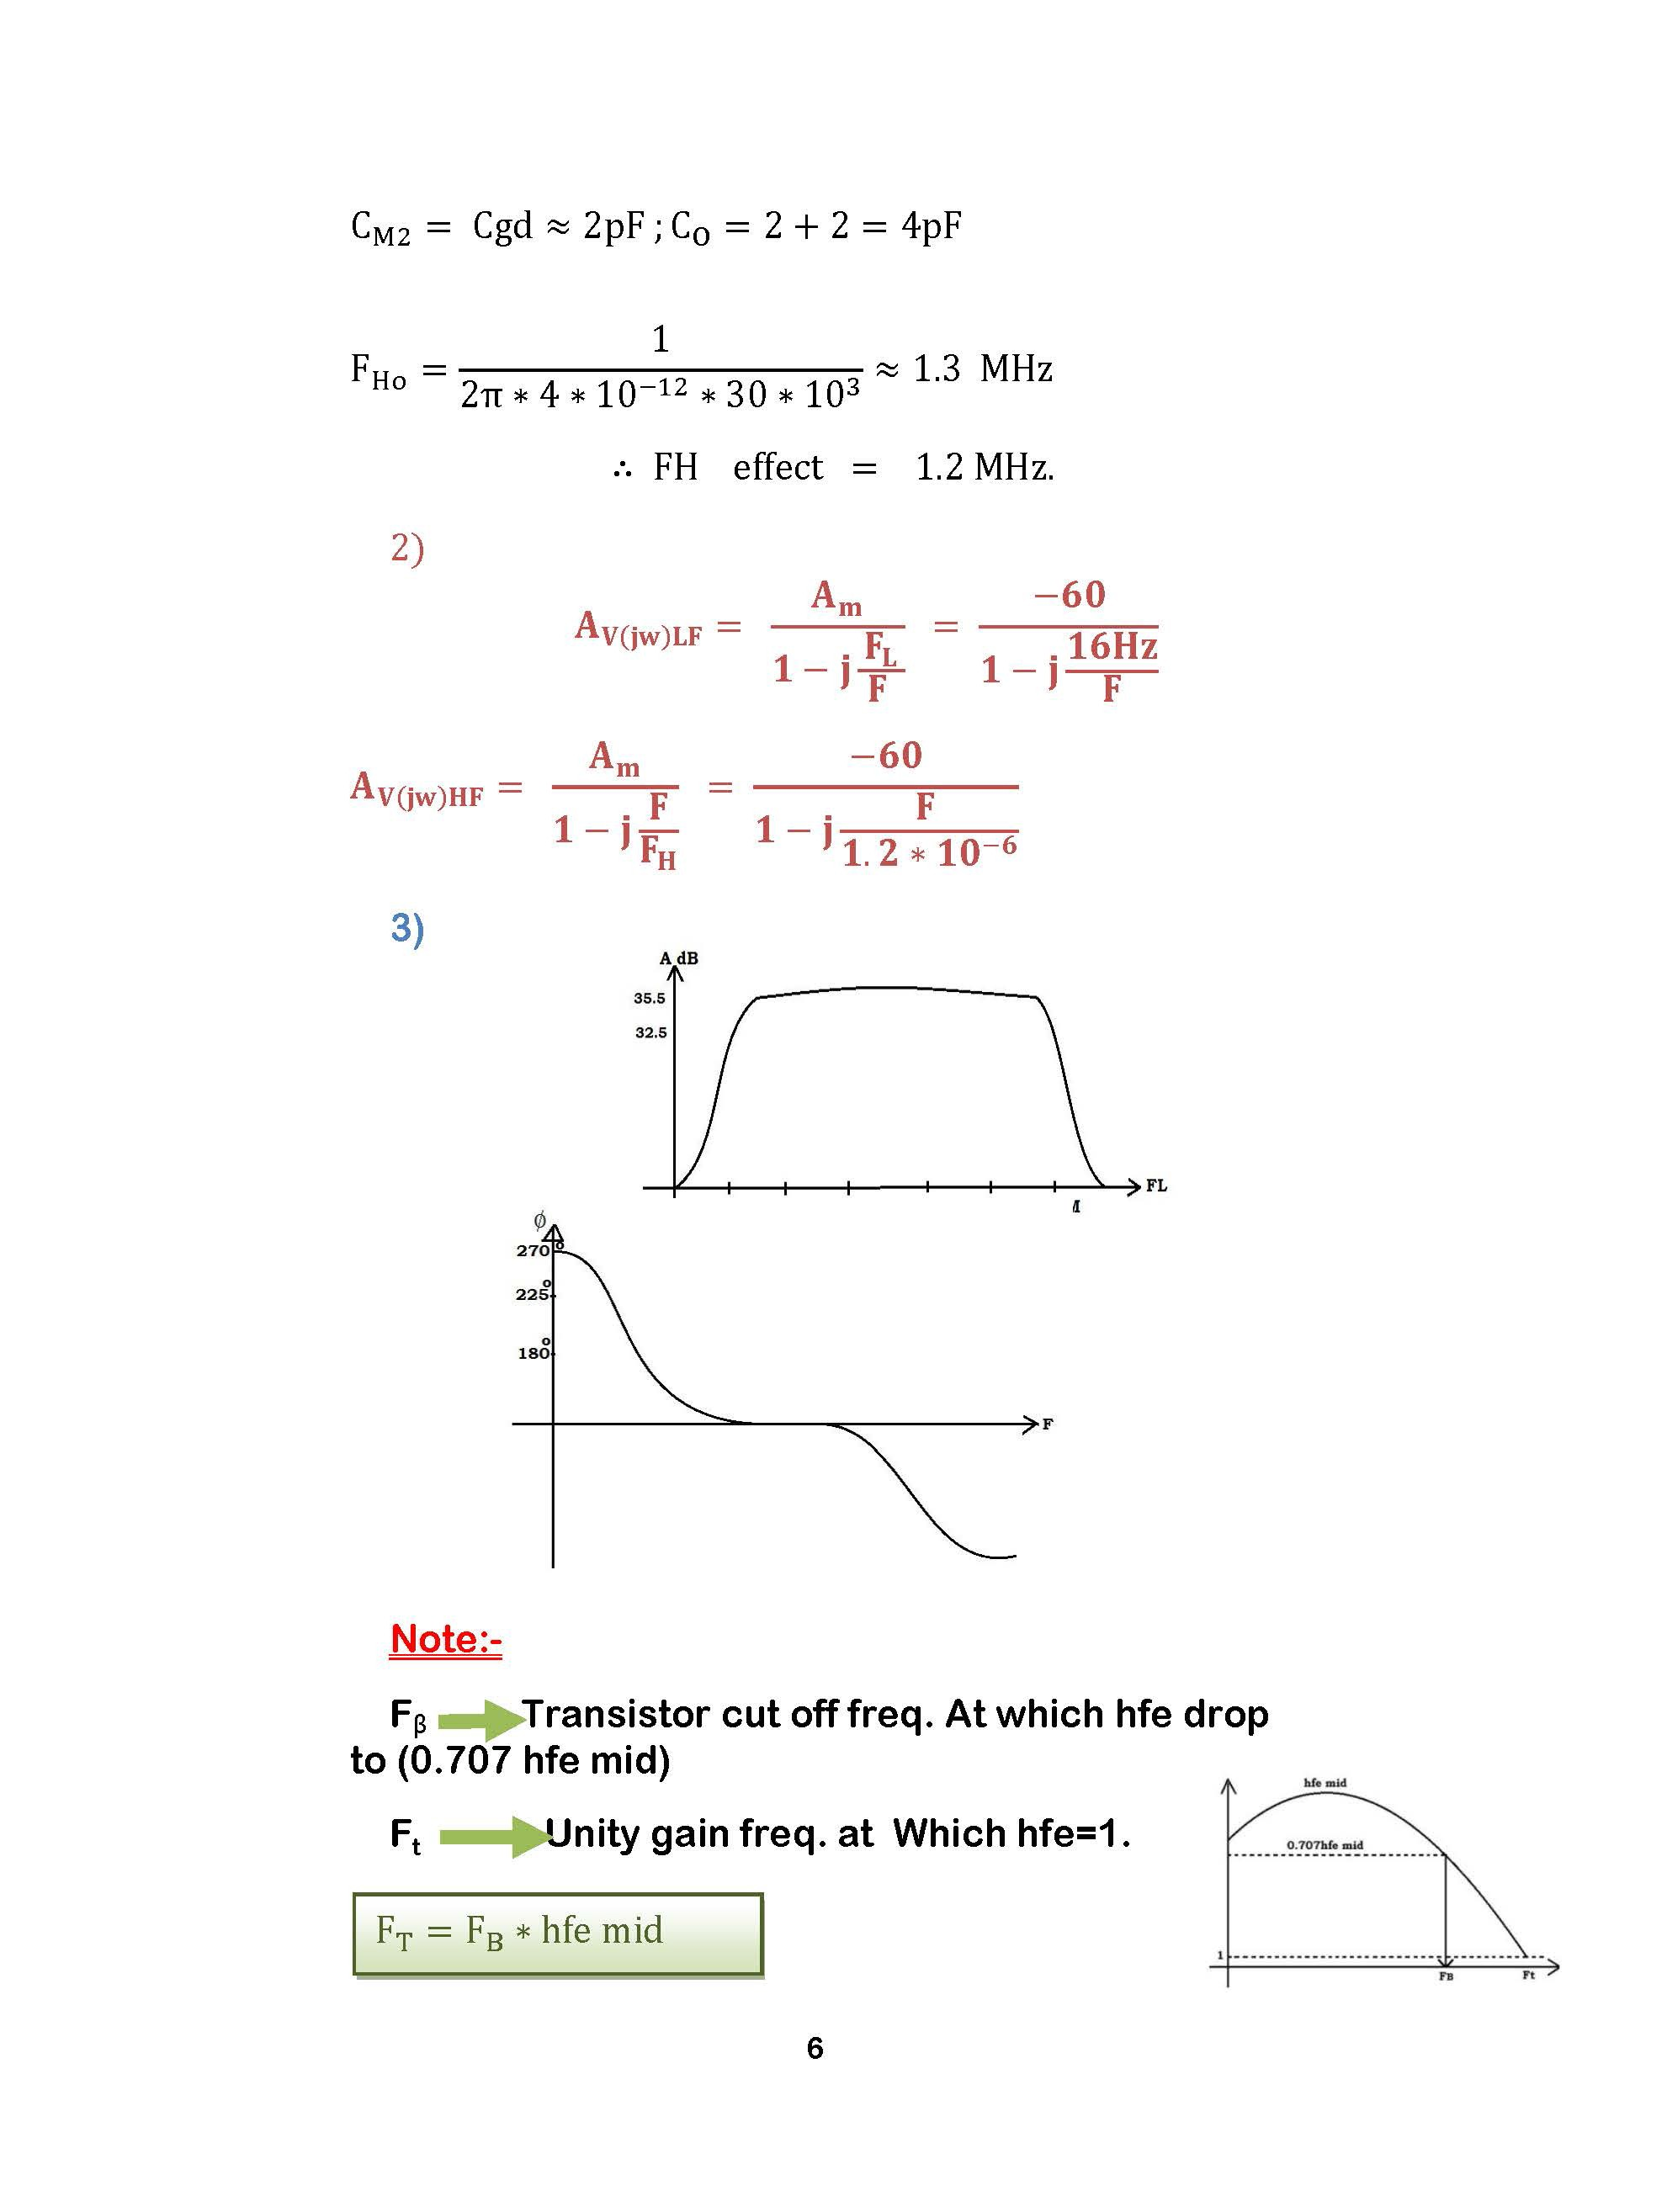 C_M2 = Cgd ≈ 2pF ; C_O = 2 + 2 = 4pF
F_Ho = 1 / (2π ∗ 4 ∗ 10^−12 ∗ 30 ∗ 10^3) ≈ 1.3 MHz
∴ FH effect = 1.2 MHz.
2)
A_V(jw)LF = A_m / (1 − j F_L/F) = −60 / (1 − j 16Hz/F)
A_V(jw)HF = A_m / (1 − j F/F_H) = −60 / (1 − j F/(1. 2 ∗ 10^−6))
3)
A dB
35.5
32.5
FL
ϕ
270°
225°
180°
F
Note:-
F_β Transistor cut off freq. At which hfe drop
to (0.707 hfe mid)
F_t Unity gain freq. at Which hfe=1.
F_T = F_B ∗ hfe mid
hfe mid
0.707hfe mid
1
FB
Ft
6